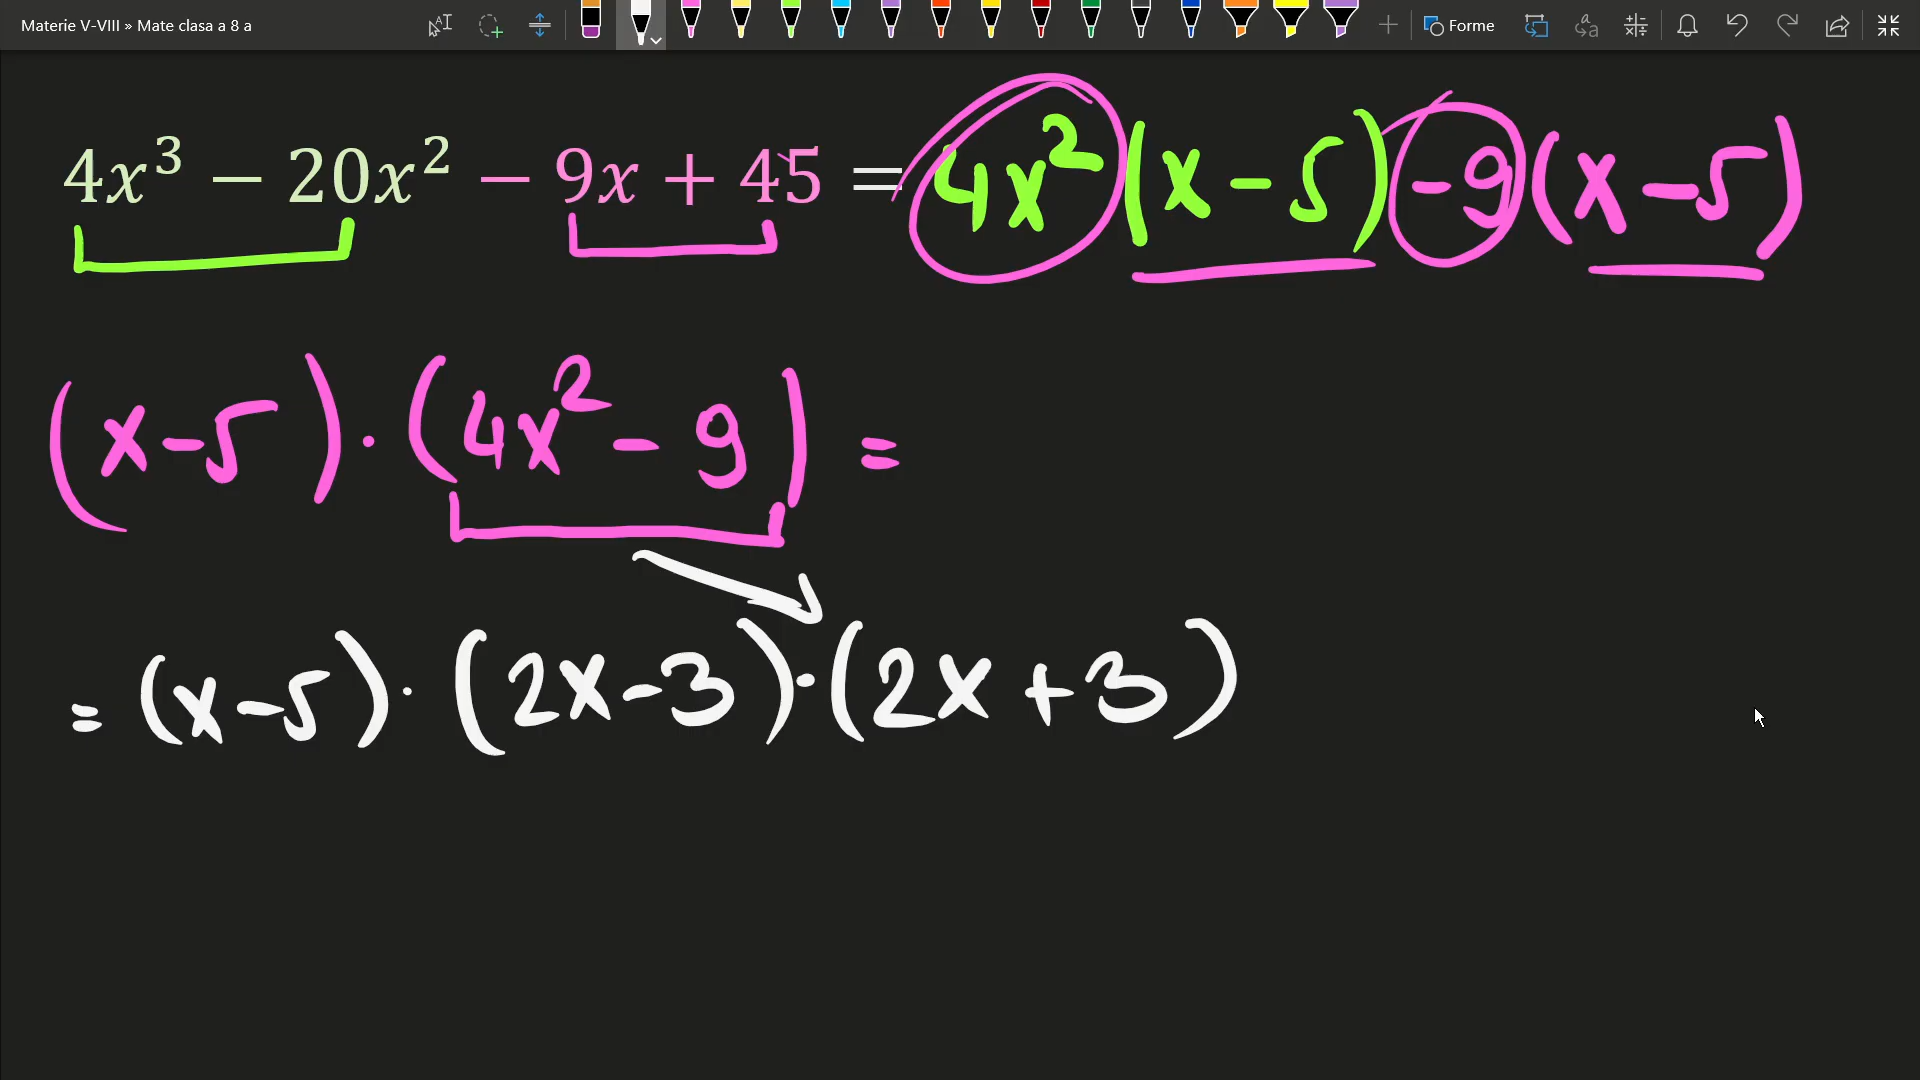 Materie V-VIII » Mate clasa a 8 a
Forme
4x³ − 20x² − 9x + 45 = 4x² (x − 5) − 9 (x − 5)
(x − 5) · (4x² − 9) =
= (x − 5) · (2x − 3) · (2x + 3)